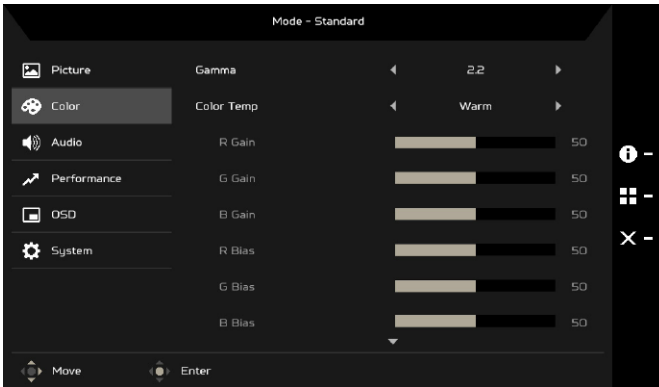 Mode - Standard
Picture
Gamma 2.2
Color
Color Temp Warm
Audio
R Gain 50
Performance
G Gain 50
OSD
B Gain 50
System
R Bias 50
G Bias 50
B Bias 50
Move Enter